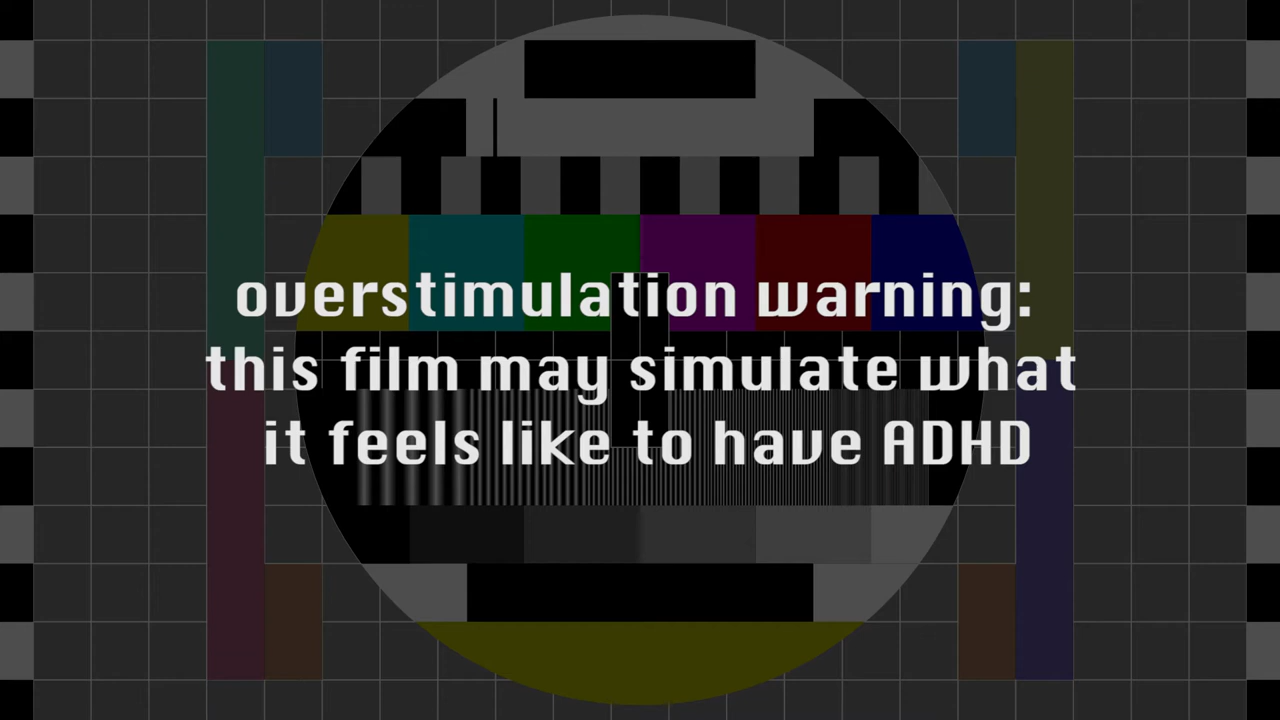 overstimulation warning:
this film may simulate what
it feels like to have ADHD